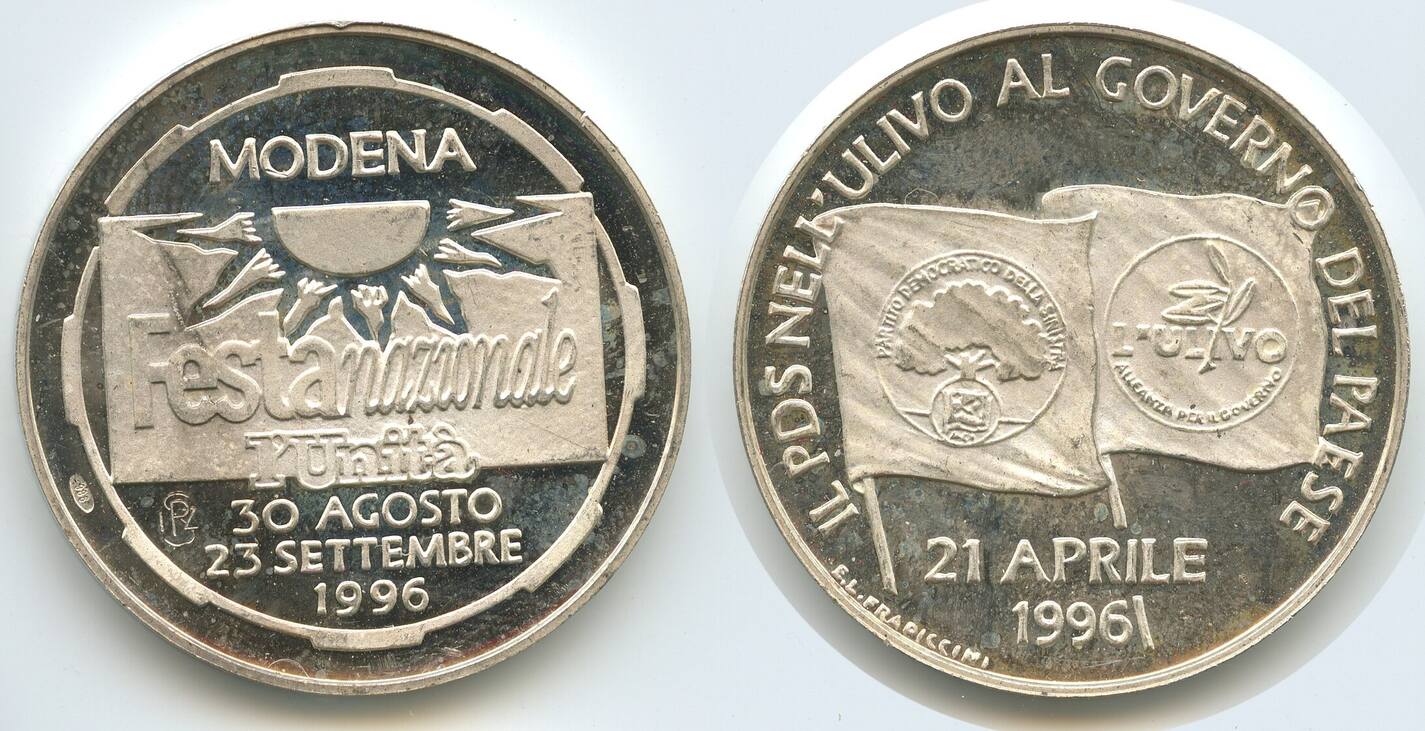 MODENA
Festa nazionale
l'Unità
30 AGOSTO
23 SETTEMBRE
1996
IL PDS NELL'ULIVO AL GOVERNO DEL PAESE
PARTITO DEMOCRATICO DELLA SINISTRA
L'ULIVO
ALLEANZA PER IL GOVERNO
21 APRILE
1996
E.L. FRAPICCINI